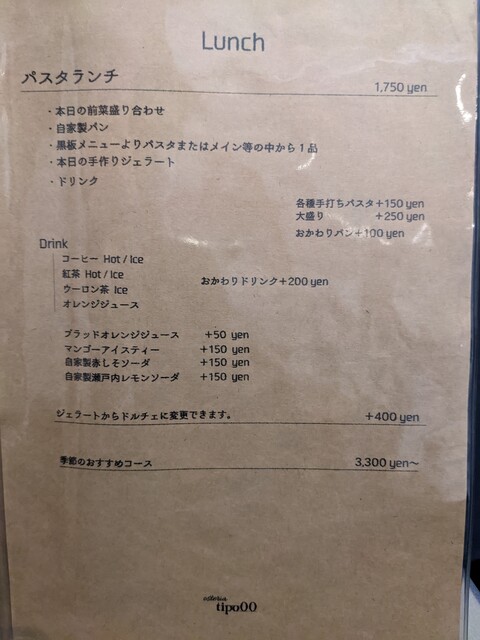 Lunch
パスタランチ 1,750 yen
・本日の前菜盛り合わせ
・自家製パン
・黒板メニューよりパスタまたはメイン等の中から1品
・本日の手作りジェラート
・ドリンク
各種手打ちパスタ+150 yen
大盛り +250 yen
おかわりパン+100 yen
Drink
コーヒー Hot / Ice
紅茶 Hot / Ice
ウーロン茶 Ice
オレンジジュース
おかわりドリンク+200 yen
ブラッドオレンジジュース +50 yen
マンゴーアイスティー +150 yen
自家製赤しそソーダ +150 yen
自家製瀬戸内レモンソーダ +150 yen
ジェラートからドルチェに変更できます。 +400 yen
季節のおすすめコース 3,300 yen〜
osteria
tipo00